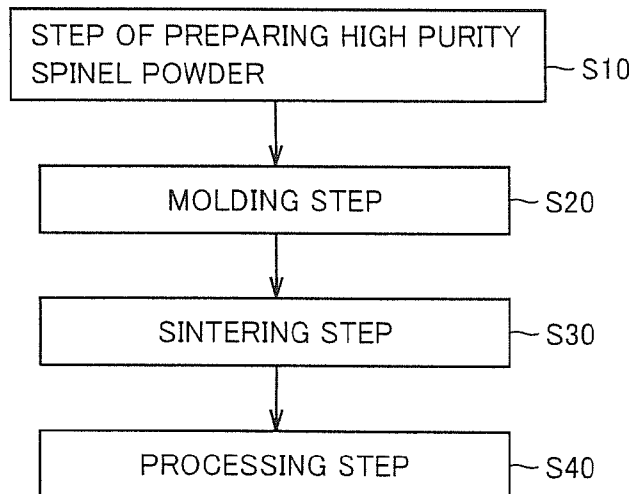 STEP OF PREPARING HIGH PURITY
SPINEL POWDER
S10
MOLDING STEP
S20
SINTERING STEP
S30
PROCESSING STEP
S40